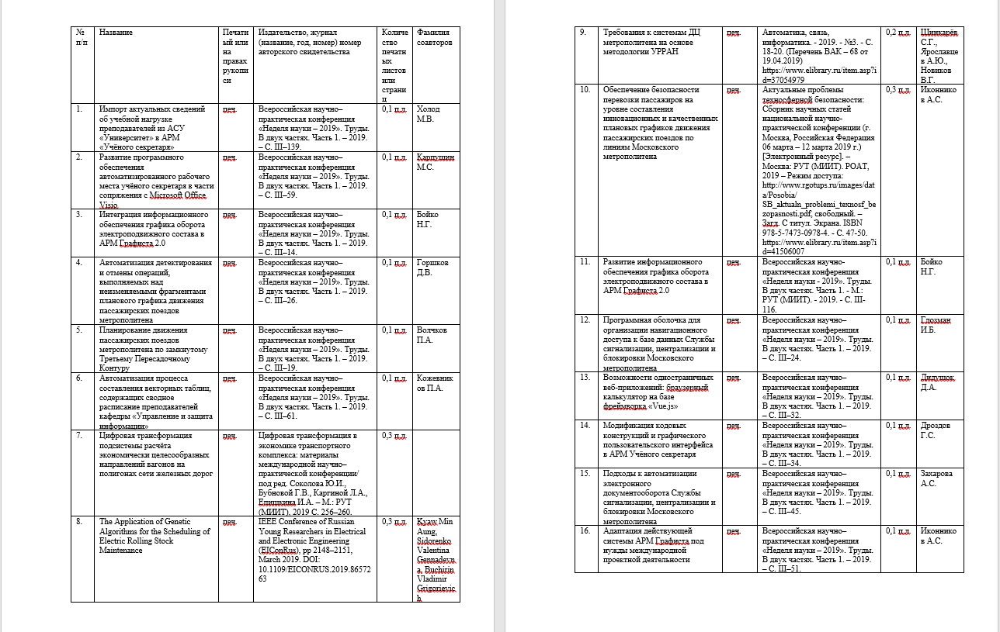 № п/п
Название
Печатный или на правах рукописи
Издательство, журнал (название, год, номер) номер авторского свидетельства
Количество печатных листов или страниц
Фамилия соавторов
1.
Импорт актуальных сведений
об учебной нагрузке
преподавателей из АСУ
«Университет» в АРМ
«Учёного секретаря»
печ.
Всероссийская научно–
практическая конференция
«Неделя науки – 2019». Труды.
В двух частях. Часть 1. – 2019.
– С. III–139.
0,1 п.л.
Холод
М.В.
2.
Развитие программного
обеспечения
автоматизированного рабочего
места учёного секретаря в части
сопряжения с Microsoft Office
Visio
печ.
Всероссийская научно–
практическая конференция
«Неделя науки – 2019». Труды.
В двух частях. Часть 1. – 2019.
– С. III–59.
0,1 п.л.
Карпушин
М.С.
3.
Интеграция информационного
обеспечения графика оборота
электроподвижного состава в
АРМ Графиста 2.0
печ.
Всероссийская научно–
практическая конференция
«Неделя науки – 2019». Труды.
В двух частях. Часть 1. – 2019.
– С. III–14.
0,1 п.л.
Бойко
Н.Г.
4.
Автоматизация детектирования
и отмены операций,
выполняемых над
неизменяемыми фрагментами
планового графика движения
пассажирских поездов
метрополитена
печ.
Всероссийская научно–
практическая конференция
«Неделя науки – 2019». Труды.
В двух частях. Часть 1. – 2019.
– С. III–26.
0,1 п.л.
Горшков
Д.В.
5.
Планирование движения
пассажирских поездов
метрополитена по замкнутому
Третьему Пересадочному
Контуру
печ.
Всероссийская научно–
практическая конференция
«Неделя науки – 2019». Труды.
В двух частях. Часть 1. – 2019.
– С. III–19.
0,1 п.л.
Волчков
П.А.
6.
Автоматизация процесса
составления векторных таблиц,
содержащих сводное
расписание преподавателей
кафедры «Управление и защита
информации»
печ.
Всероссийская научно–
практическая конференция
«Неделя науки – 2019». Труды.
В двух частях. Часть 1. – 2019.
– С. III–61.
0,1 п.л.
Кожевник
ов П.А.
7.
Цифровая трансформация
подсистемы расчёта
экономически целесообразных
направлений вагонов на
полигонах сети железных дорог
печ.
Цифровая трансформация в
экономике транспортного
комплекса: материалы
международной научно–
практической конференции/
под ред. Соколова Ю.И.,
Бубновой Г.В., Каргиной Л.А.,
Епишкина И.А. – М.: РУТ
(МИИТ), 2019 С. 256–260.
0,3 п.л.
8.
The Application of Genetic
Algorithms for the Scheduling of
Electric Rolling Stock
Maintenance
печ.
IEEE Conference of Russian
Young Researchers in Electrical
and Electronic Engineering
(EIConRus), pp 2148–2151,
March 2019. DOI:
10.1109/EICONRUS.2019.86572
63
0,3 п.л.
Kyaw Min
Aung,
Sidorenko
Valentina
Gennadevn
a, Buchirin
Vladimir
Grigorievic
h
9.
Требования к системам ДЦ
метрополитена на основе
методологии УРРАН
печ.
Автоматика, связь,
информатика. - 2019. - №3. - С.
18-20. (Перечень ВАК – 68 от
19.04.2019)
https://www.elibrary.ru/item.asp?i
d=37054979
0,2 п.л.
Шинкарёв
С.Г.,
Ярославце
в А.Ю.,
Новиков
В.Г.
10.
Обеспечение безопасности
перевозки пассажиров на
уровне составления
инновационных и качественных
плановых графиков движения
пассажирских поездов по
линиям Московского
метрополитена
печ.
Актуальные проблемы
техносферной безопасности:
Сборник научных статей
национальной научно-
практической конференции (г.
Москва, Российская Федерация
06 марта – 12 марта 2019 г.)
[Электронный ресурс]. –
Москва: РУТ (МИИТ). РОАТ,
2019 – Режим доступа:
http://www.rgotups.ru/images/dat
a/Posobia/
SB_aktualn_problemi_texnosf_be
zopasnosti.pdf, свободный. –
Загл. С титул. Экрана. ISBN
978-5-7473-0978-4. - С. 47-50.
https://www.elibrary.ru/item.asp?i
d=41506007
0,3 п.л.
Иконнико
в А.С.
11.
Развитие информационного
обеспечения графика оборота
электроподвижного состава в
АРМ Графиста 2.0
печ.
Всероссийская научно-
практическая конференция
«Неделя науки - 2019». Труды.
В двух частях. Часть 1. - М.:
РУТ (МИИТ). - 2019. - С. III-
116.
0,1 п.л.
Бойко
Н.Г.
12.
Программная оболочка для
организации навигационного
доступа к базе данных Службы
сигнализации, централизации и
блокировки Московского
метрополитена
печ.
Всероссийская научно–
практическая конференция
«Неделя науки – 2019». Труды.
В двух частях. Часть 1. – 2019.
– С. III–24.
0,1 п.л.
Глозман
И.Б.
13.
Возможности одностраничных
веб-приложений: браузерный
калькулятор на базе
фреймворка «Vue.js»
печ.
Всероссийская научно–
практическая конференция
«Неделя науки – 2019». Труды.
В двух частях. Часть 1. – 2019.
– С. III–32.
0,1 п.л.
Дидушок
Д.А.
14.
Модификация кодовых
конструкций и графического
пользовательского интерфейса
в АРМ Учёного секретаря
печ.
Всероссийская научно–
практическая конференция
«Неделя науки – 2019». Труды.
В двух частях. Часть 1. – 2019.
– С. III–34.
0,1 п.л.
Дроздов
Г.С.
15.
Подходы к автоматизации
электронного
документооборота Службы
сигнализации, централизации и
блокировки Московского
метрополитена
печ.
Всероссийская научно–
практическая конференция
«Неделя науки – 2019». Труды.
В двух частях. Часть 1. – 2019.
– С. III–45.
0,1 п.л.
Захарова
А.С.
16.
Адаптация действующей
системы АРМ Графиста под
нужды международной
проектной деятельности
печ.
Всероссийская научно–
практическая конференция
«Неделя науки – 2019». Труды.
В двух частях. Часть 1. – 2019.
– С. III–51.
0,1 п.л.
Иконнико
в А.С.